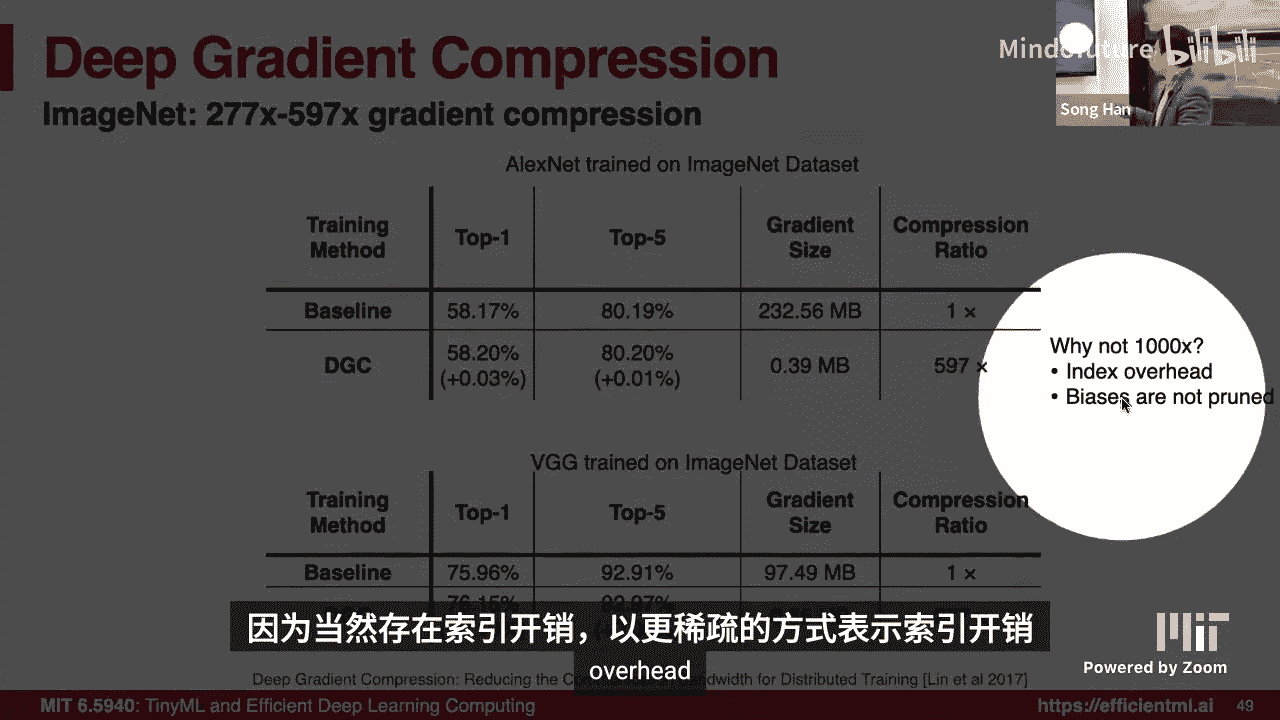 Deep Gradient Compression
ImageNet: 277x-597x gradient compression
Mindofuture bilibili
Song Han
AlexNet trained on ImageNet Dataset
Training Method Top-1 Top-5 Gradient Size Compression Ratio
Baseline 58.17% 80.19% 232.56 MB 1 ×
DGC 58.20% (+0.03%) 80.20% (+0.01%) 0.39 MB 597 ×
Why not 1000x?
• Index overhead
• Biases are not pruned
VGG trained on ImageNet Dataset
Training Method Top-1 Top-5 Gradient Size Compression Ratio
Baseline 75.96% 92.91% 97.49 MB 1 ×
因为当然存在索引开销，以更稀疏的方式表示索引开销
overhead
MIT
Powered by Zoom
Deep Gradient Compression: Reducing the dwidth for Distributed Training [Lin et al 2017]
MIT 6.5940: TinyML and Efficient Deep Learning Computing
https://efficientml.ai 49